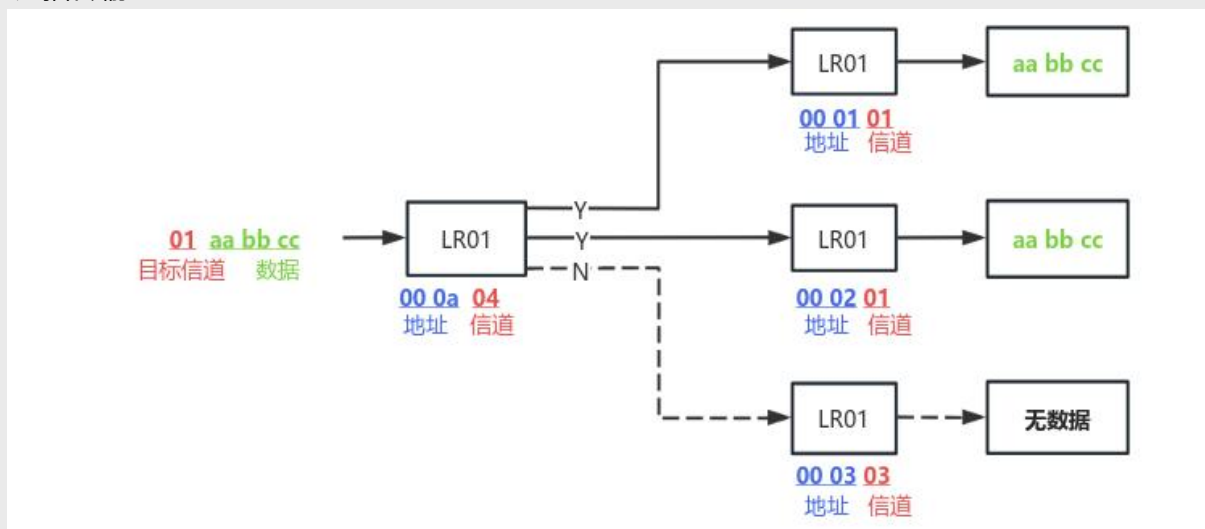 LR01
aa bb cc
00 01 01
地址 信道
Y
01 aa bb cc
目标信道 数据
LR01
Y
LR01
aa bb cc
N
00 0a 04
地址 信道
00 02 01
地址 信道
LR01
无数据
00 03 03
地址 信道